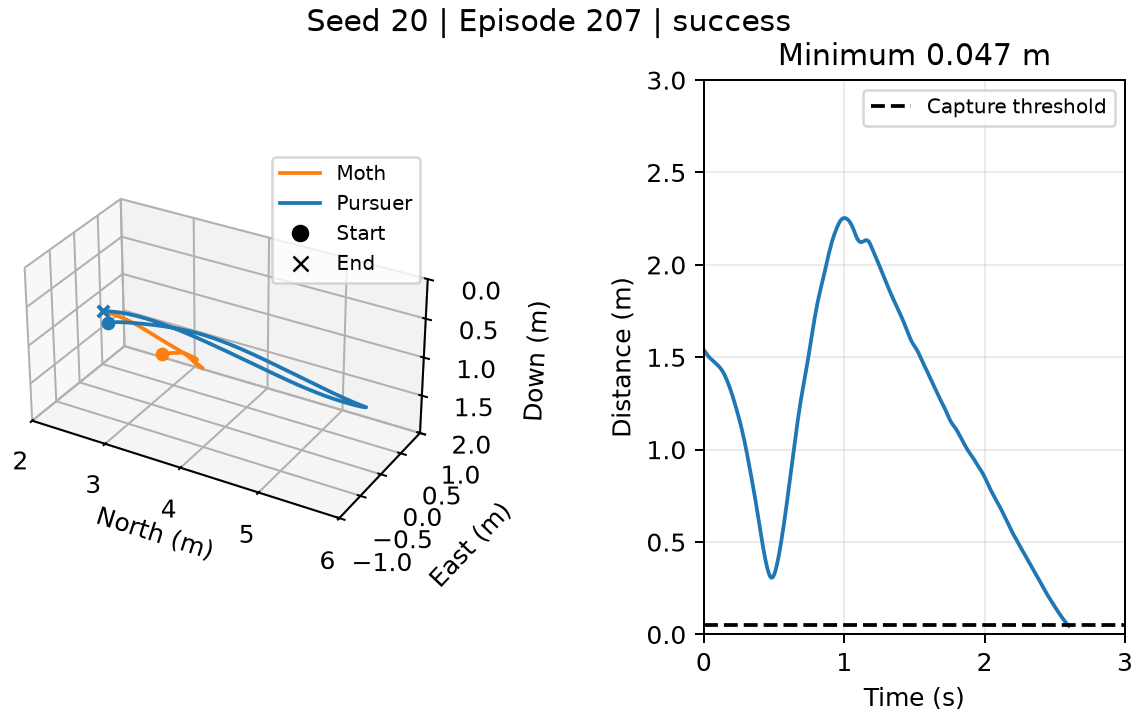 Seed 20 | Episode 207 | success
Moth
Pursuer
Start
End
0.0
0.5
1.0
1.5
2.0
Down (m)
2
3
4
5
6
North (m)
1.0
0.5
0.0
−0.5
−1.0
East (m)
Minimum 0.047 m
Capture threshold
3.0
2.5
2.0
1.5
1.0
0.5
0.0
Distance (m)
0
1
2
3
Time (s)